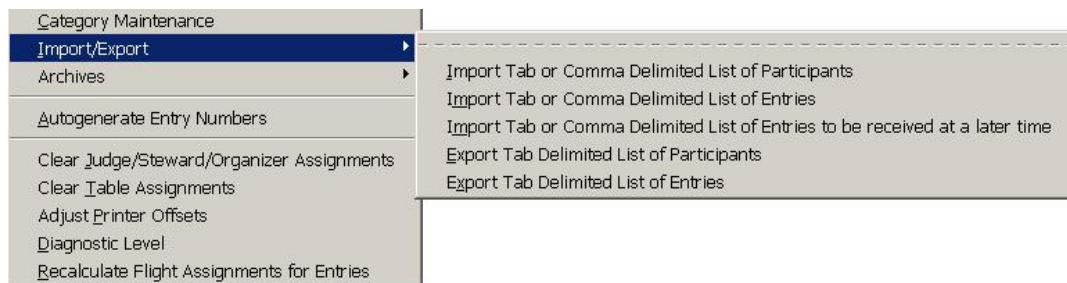 Category Maintenance
Import/Export
Archives
Autogenerate Entry Numbers
Clear Judge/Steward/Organizer Assignments
Clear Table Assignments
Adjust Printer Offsets
Diagnostic Level
Recalculate Flight Assignments for Entries
Import Tab or Comma Delimited List of Participants
Import Tab or Comma Delimited List of Entries
Import Tab or Comma Delimited List of Entries to be received at a later time
Export Tab Delimited List of Participants
Export Tab Delimited List of Entries